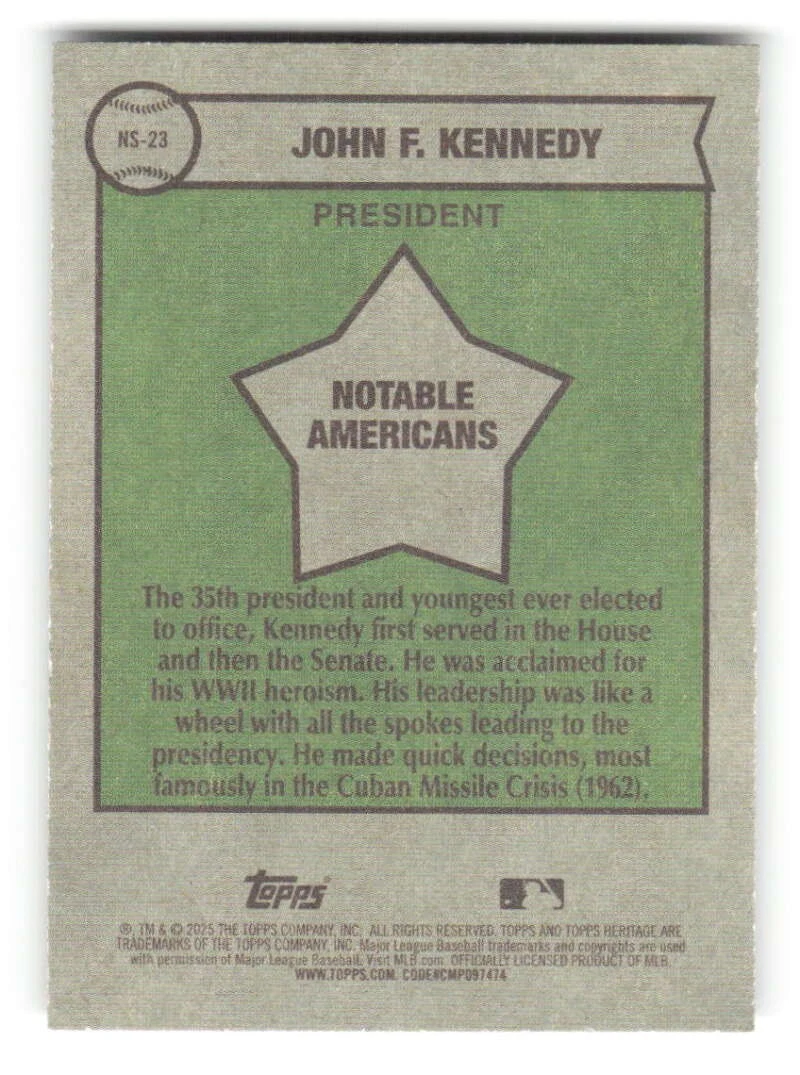 NS-23
JOHN F. KENNEDY
PRESIDENT
NOTABLE
AMERICANS
The 35th president and youngest ever elected
to office, Kennedy first served in the House
and then the Senate. He was acclaimed for
his WWII heroism. His leadership was like a
wheel with all the spokes leading to the
presidency. He made quick decisions, most
famously in the Cuban Missile Crisis (1962).
Topps
®, TM & © 2025 THE TOPPS COMPANY, INC. ALL RIGHTS RESERVED. TOPPS AND TOPPS HERITAGE ARE
TRADEMARKS OF THE TOPPS COMPANY, INC. Major League Baseball trademarks and copyrights are used
with permission of Major League Baseball. Visit MLB.com. OFFICIALLY LICENSED PRODUCT OF MLB.
WWW.TOPPS.COM. CODE#CMP097474